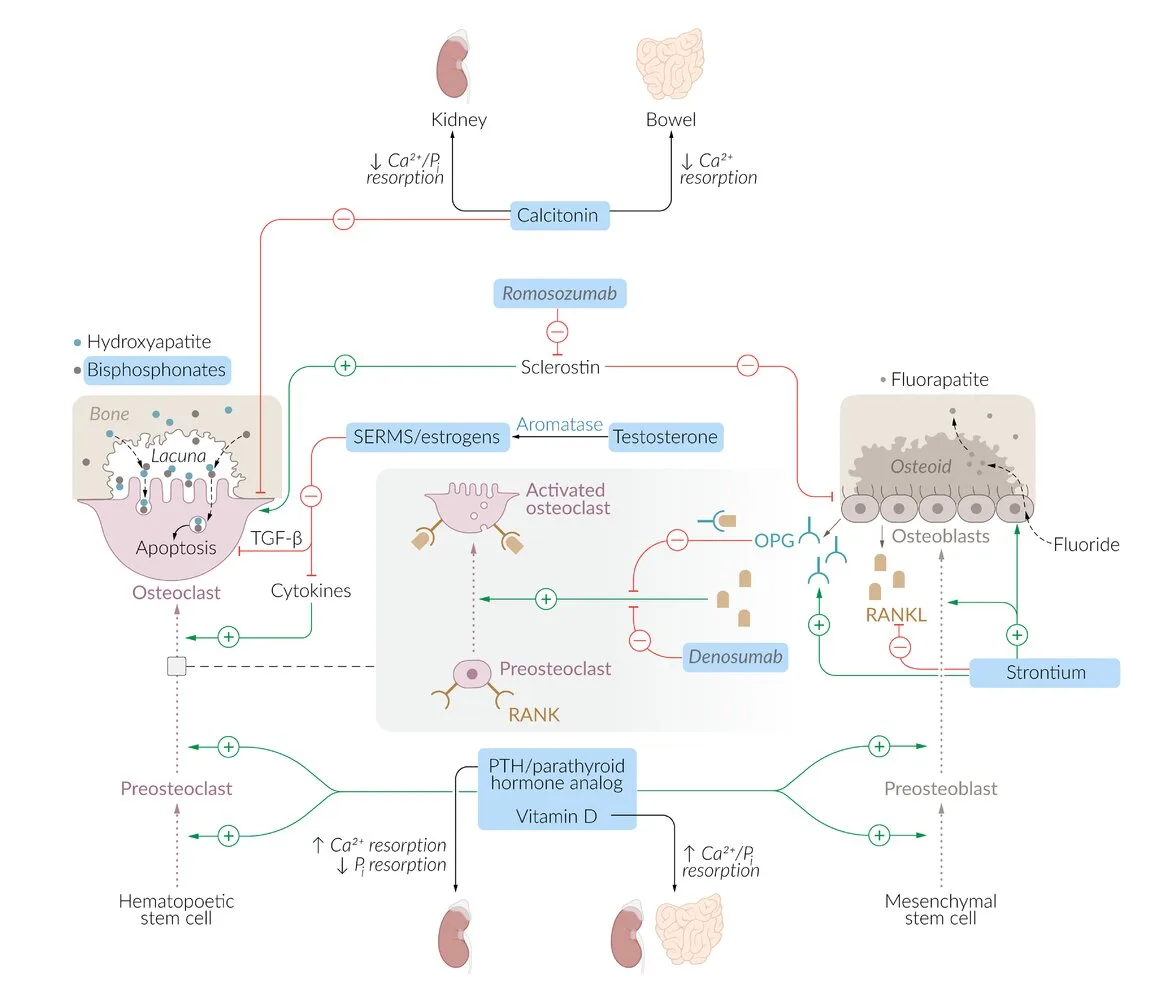 Kidney
Bowel
↓ Ca²⁺/Pᵢ
resorption
↓ Ca²⁺
resorption
Calcitonin
−
Romosozumab
−
Hydroxyapatite
Bisphosphonates
+
Sclerostin
−
Fluorapatite
Bone
Lacuna
Apoptosis
Osteoclast
SERMS/estrogens
Aromatase
Testosterone
−
TGF-β
Cytokines
+
Activated
osteoclast
−
OPG
+
−
Denosumab
Preosteoclast
RANK
Osteoid
Osteoblasts
Fluoride
RANKL
+
−
+
Strontium
+
Preosteoclast
+
Hematopoetic
stem cell
PTH/parathyroid
hormone analog
Vitamin D
↑ Ca²⁺ resorption
↓ Pᵢ resorption
↑ Ca²⁺/Pᵢ
resorption
+
Preosteoblast
+
Mesenchymal
stem cell